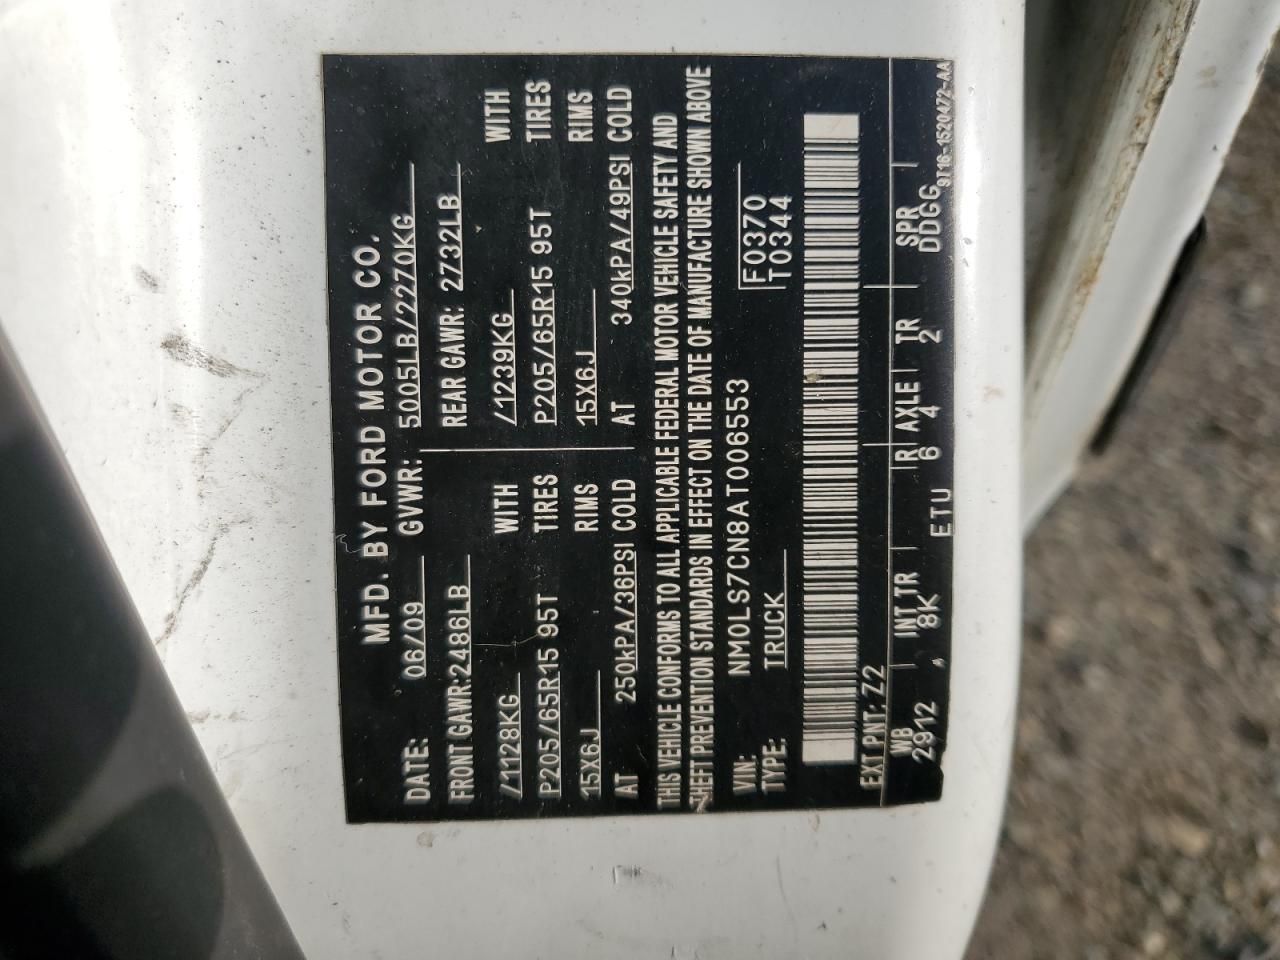 MFD. BY FORD MOTOR CO.
DATE: 06/09 GVWR: 5005LB/2270KG
FRONT GAWR:2486LB REAR GAWR: 2732LB
/1128KG WITH /1239KG WITH
P205/65R15 95T TIRES P205/65R15 95T TIRES
15X6J RIMS 15X6J RIMS
AT 250kPA/36PSI COLD AT 340kPA/49PSI COLD
THIS VEHICLE CONFORMS TO ALL APPLICABLE FEDERAL MOTOR VEHICLE SAFETY AND
THEFT PREVENTION STANDARDS IN EFFECT ON THE DATE OF MANUFACTURE SHOWN ABOVE
VIN: NM0LS7CN8AT006553 F0370
TYPE: TRUCK T0344
EXT PNT: Z2
WB INT TR R AXLE TR SPR
2912 8K 6 4 2 DDGG
ETU 9T16-1520472-AA